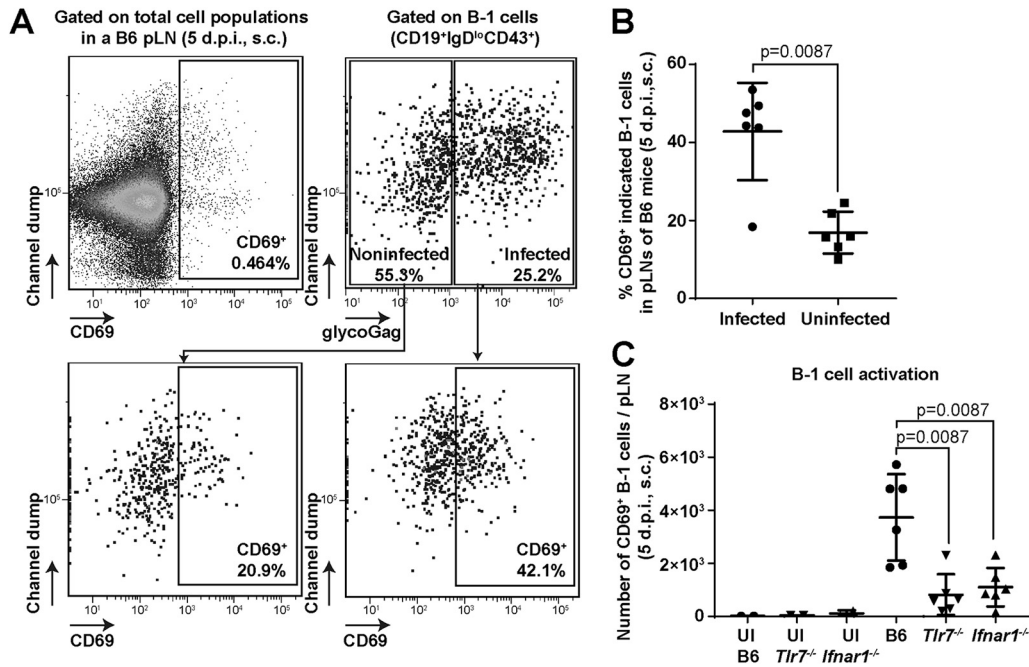 A
Gated on total cell populations
in a B6 pLN (5 d.p.i., s.c.)
Channel dump
10⁵
CD69⁺
0.464%
10¹ 10² 10³ 10⁴ 10⁵
CD69
Gated on B-1 cells
(CD19⁺IgDˡᵒCD43⁺)
Channel dump
10⁵
Noninfected
55.3%
Infected
25.2%
10¹ 10² 10³ 10⁴ 10⁵
glycoGag
Channel dump
10⁵
CD69⁺
20.9%
10¹ 10² 10³ 10⁴ 10⁵
CD69
Channel dump
10⁵
CD69⁺
42.1%
10¹ 10² 10³ 10⁴ 10⁵
CD69
B
p=0.0087
% CD69⁺ indicated B-1 cells
in pLNs of B6 mice (5 d.p.i.,s.c.)
60
40
20
0
Infected Uninfected
C
B-1 cell activation
Number of CD69⁺ B-1 cells / pLN
(5 d.p.i., s.c.)
8×10³
6×10³
4×10³
2×10³
0
p=0.0087
p=0.0087
UI UI UI B6 Tlr7⁻/⁻ Ifnar1⁻/⁻
B6 Tlr7⁻/⁻ Ifnar1⁻/⁻